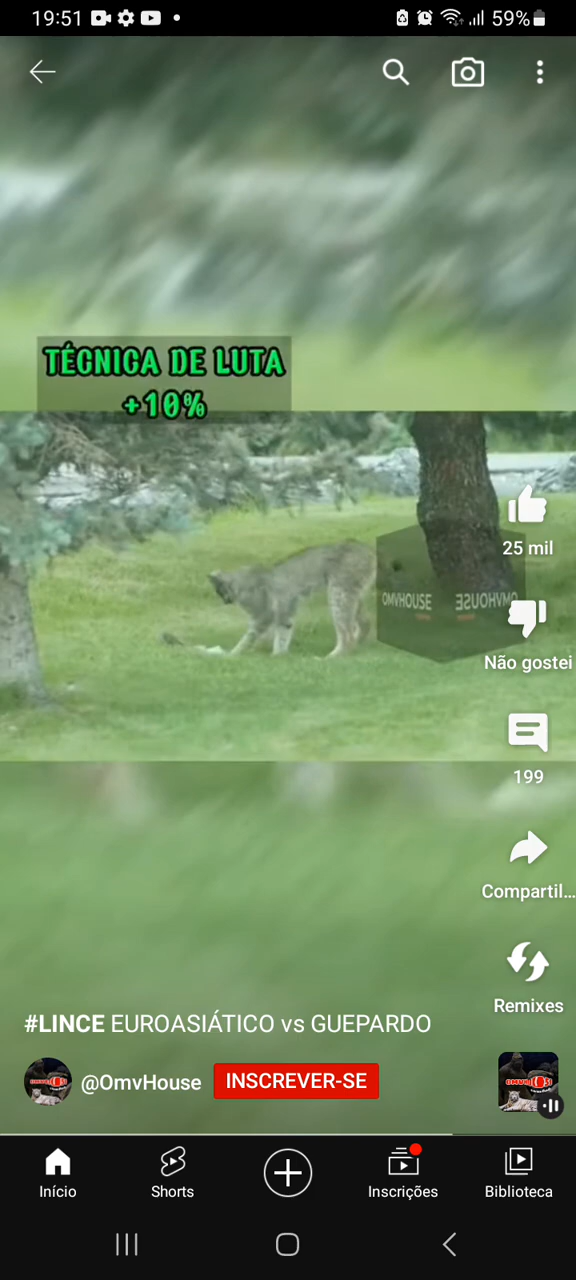 19:51
59%
TÉCNICA DE LUTA
+10%
25 mil
OMVHOUSE
OMVHOUSE
Não gostei
199
Compartil...
Remixes
#LINCE EUROASIÁTICO vs GUEPARDO
@OmvHouse
INSCREVER-SE
Início
Shorts
Inscrições
Biblioteca